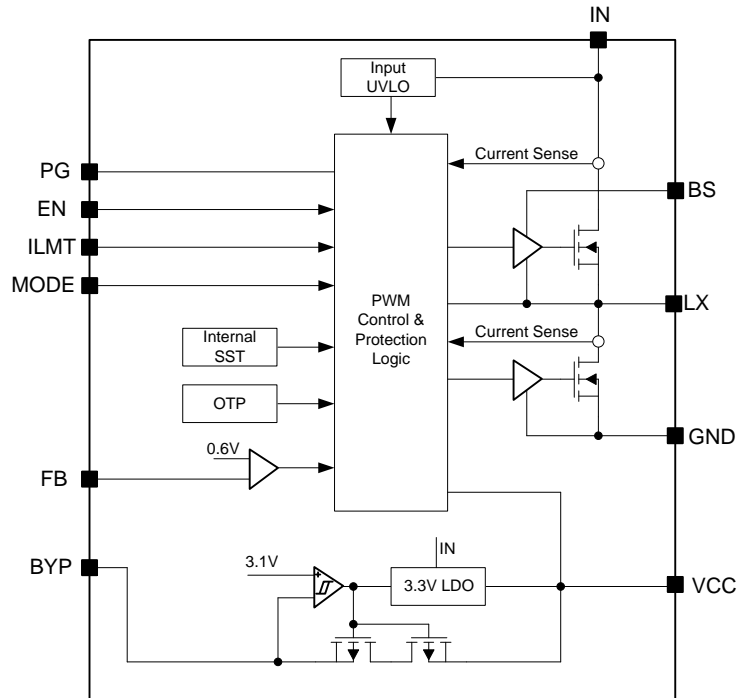 IN
Input
UVLO
Current Sense
PG
BS
EN
ILMT
MODE
LX
PWM
Control &
Protection
Logic
Current Sense
Internal
SST
OTP
GND
0.6V
FB
IN
BYP
3.1V
+
3.3V LDO
VCC